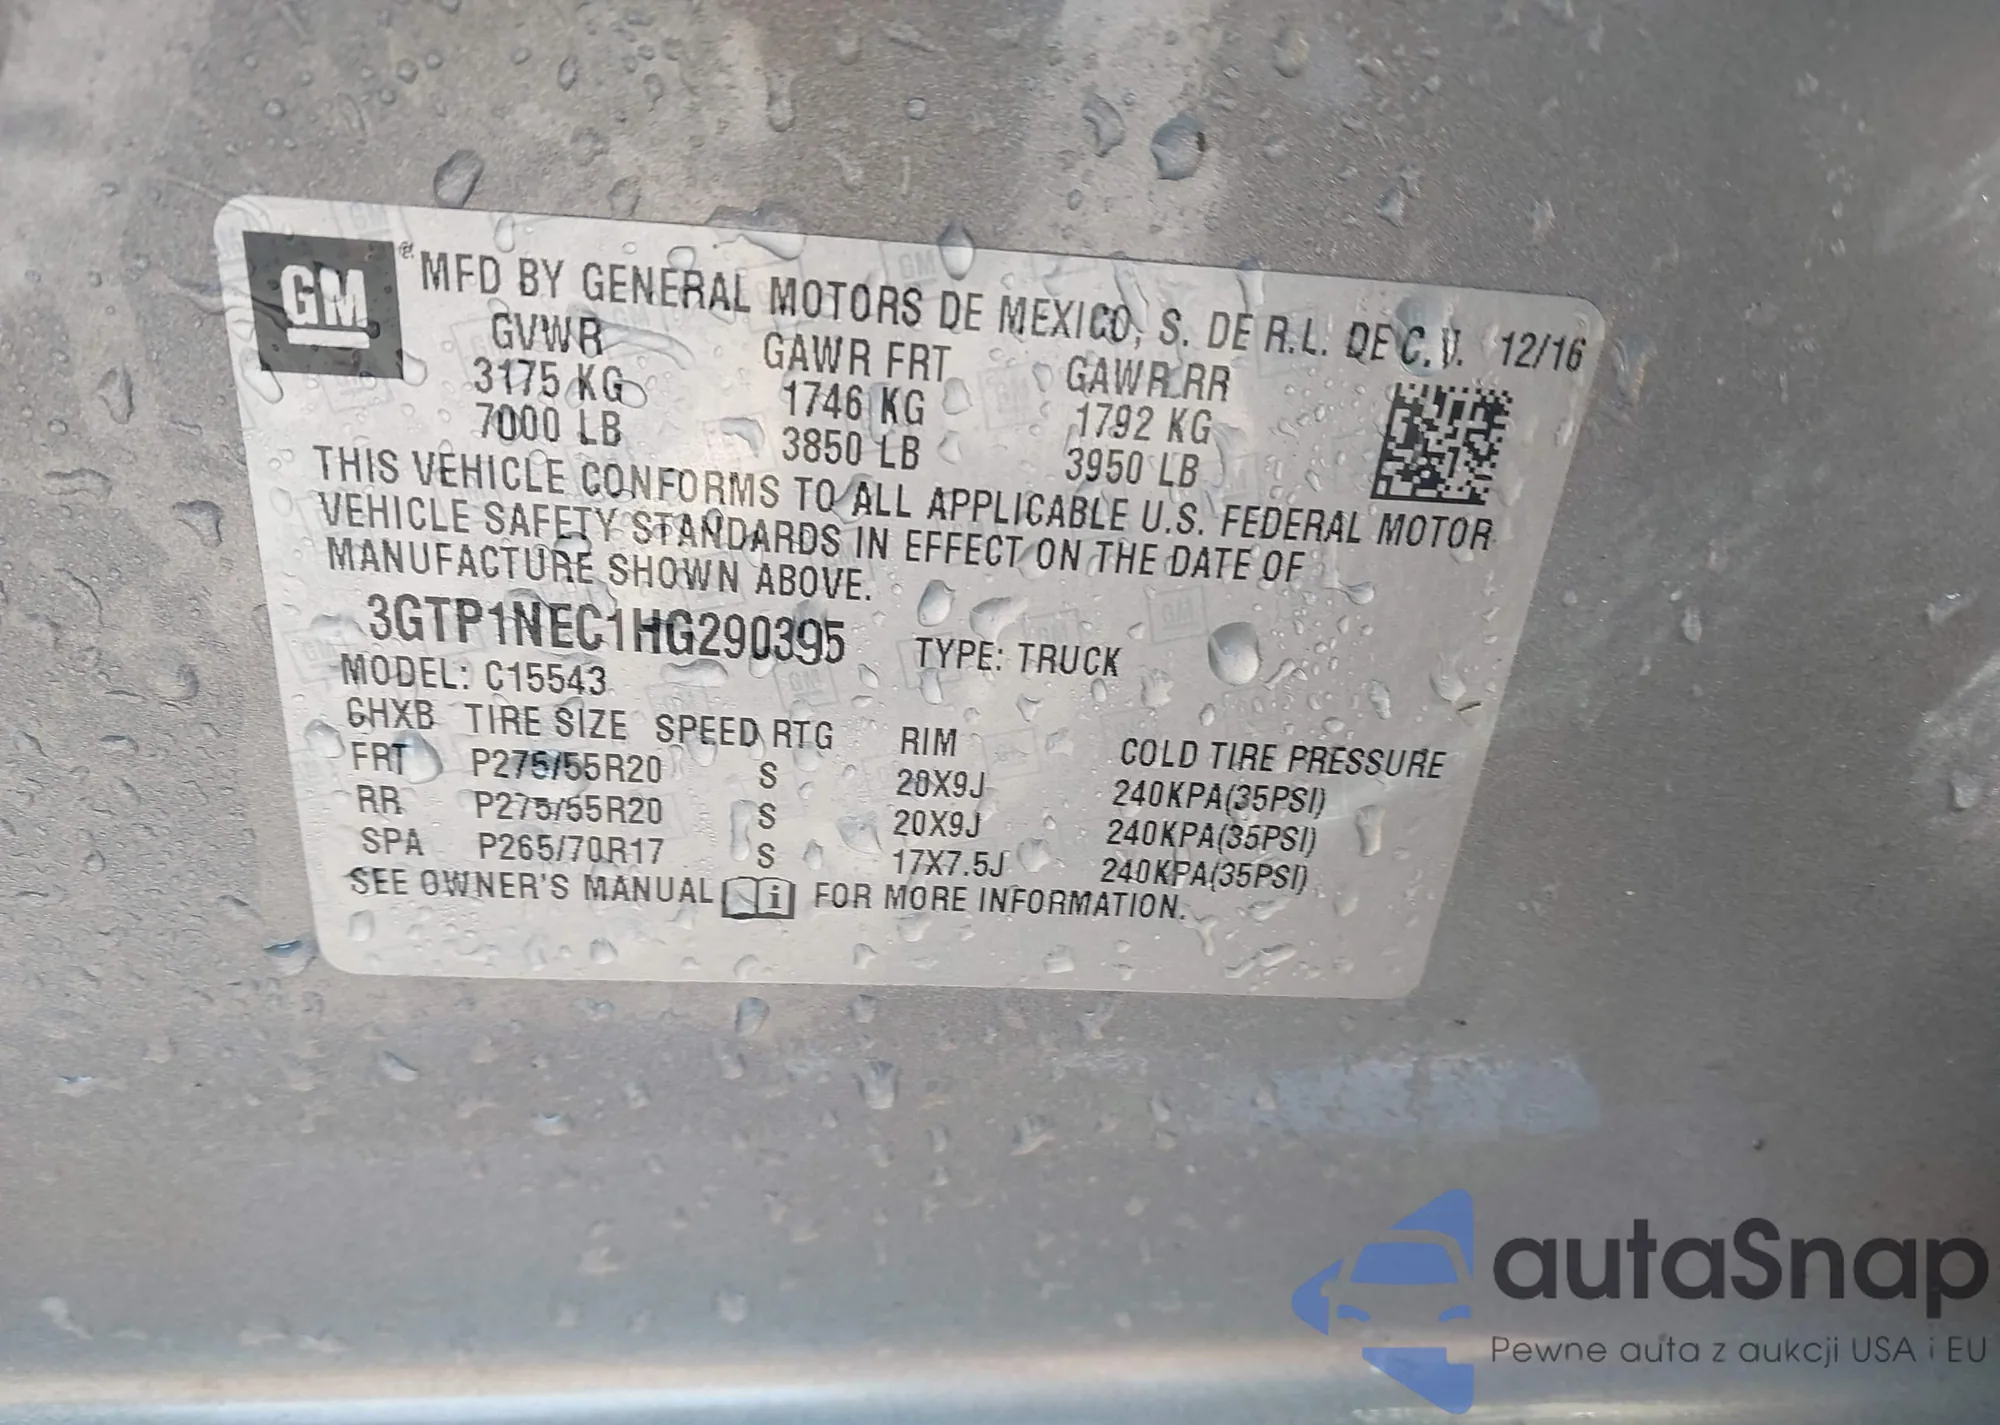 GM ® MFD BY GENERAL MOTORS DE MEXICO, S. DE R.L. DE C.V. 12/16
GVWR GAWR FRT GAWR RR
3175 KG 1746 KG 1792 KG
7000 LB 3850 LB 3950 LB
THIS VEHICLE CONFORMS TO ALL APPLICABLE U.S. FEDERAL MOTOR
VEHICLE SAFETY STANDARDS IN EFFECT ON THE DATE OF
MANUFACTURE SHOWN ABOVE.
3GTP1NEC1HG290395 TYPE: TRUCK
MODEL: C15543
GHXB TIRE SIZE SPEED RTG RIM COLD TIRE PRESSURE
FRT P275/55R20 S 20X9J 240KPA(35PSI)
RR P275/55R20 S 20X9J 240KPA(35PSI)
SPA P265/70R17 S 17X7.5J 240KPA(35PSI)
SEE OWNER'S MANUAL i FOR MORE INFORMATION.
autaSnap
Pewne auta z aukcji USA i EU